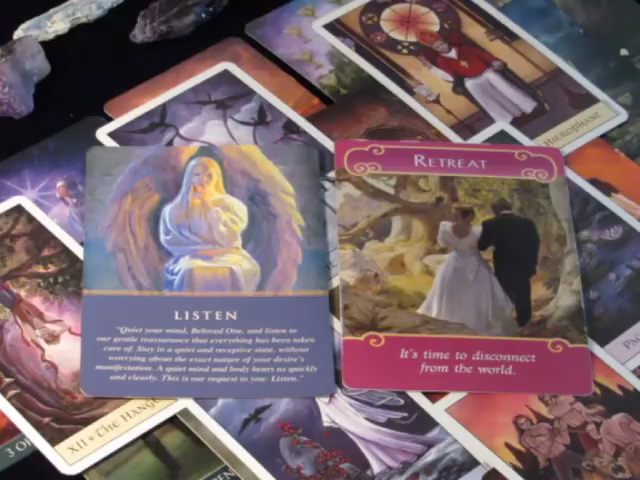 HIEROPHANT
RETREAT
LISTEN
"Quiet your mind, Beloved One, and listen to
our gentle reassurance that everything has been taken
care of. Stay in a quiet and receptive state, without
worrying about the exact nature of your desire's
manifestation. A quiet mind and body hears us quickly
and clearly. This is our request to you: Listen."
It's time to disconnect
from the world.
XII The Hang
3 O